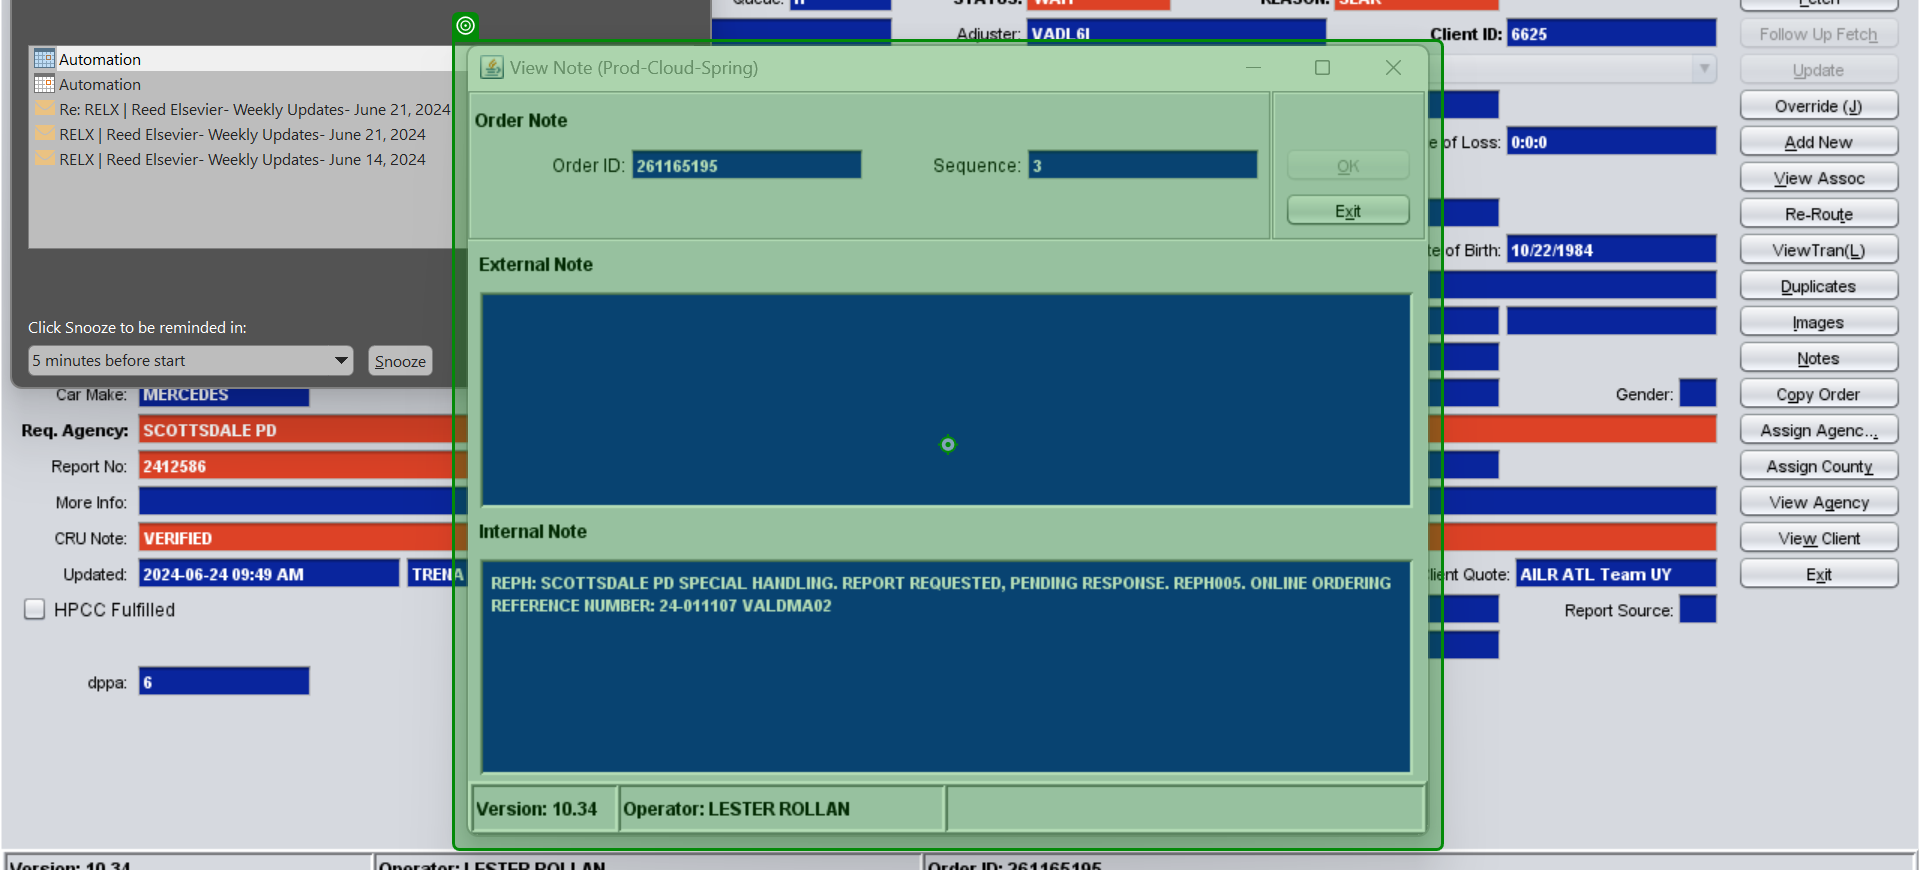 Queue: H
STATUS: WAIT
REASON: SEAR
Fetch
Adjuster: VADL6I
Client ID: 6625
Follow Up Fetch
Automation
Automation
Re: RELX | Reed Elsevier- Weekly Updates- June 21, 2024
RELX | Reed Elsevier- Weekly Updates- June 21, 2024
RELX | Reed Elsevier- Weekly Updates- June 14, 2024
Click Snooze to be reminded in:
5 minutes before start
Snooze
View Note (Prod-Cloud-Spring)
Order Note
Order ID: 261165195
Sequence: 3
OK
Exit
External Note
Internal Note
REPH: SCOTTSDALE PD SPECIAL HANDLING. REPORT REQUESTED, PENDING RESPONSE. REPH005. ONLINE ORDERING
REFERENCE NUMBER: 24-011107 VALDMA02
Version: 10.34
Operator: LESTER ROLLAN
Car Make: MERCEDES
Req. Agency: SCOTTSDALE PD
Report No: 2412586
More Info:
CRU Note: VERIFIED
Updated: 2024-06-24 09:49 AM
TRENA
HPCC Fulfilled
dppa: 6
of Loss: 0:0:0
of Birth: 10/22/1984
Gender:
Quote: AILR ATL Team UY
Report Source:
Update
Override (J)
Add New
View Assoc
Re-Route
ViewTran(L)
Duplicates
Images
Notes
Copy Order
Assign Agenc...
Assign County
View Agency
View Client
Exit
Version: 10.34
Operator: LESTER ROLLAN
Order ID: 261165195